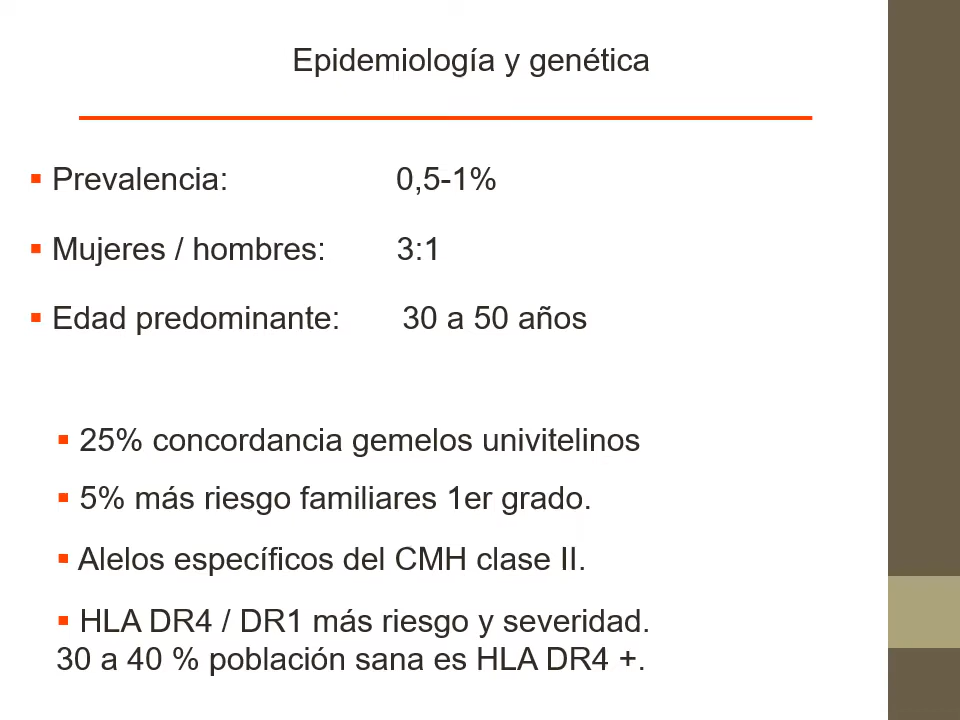 Epidemiología y genética
Prevalencia: 0,5-1%
Mujeres / hombres: 3:1
Edad predominante: 30 a 50 años
25% concordancia gemelos univitelinos
5% más riesgo familiares 1er grado.
Alelos específicos del CMH clase II.
HLA DR4 / DR1 más riesgo y severidad.
30 a 40 % población sana es HLA DR4 +.